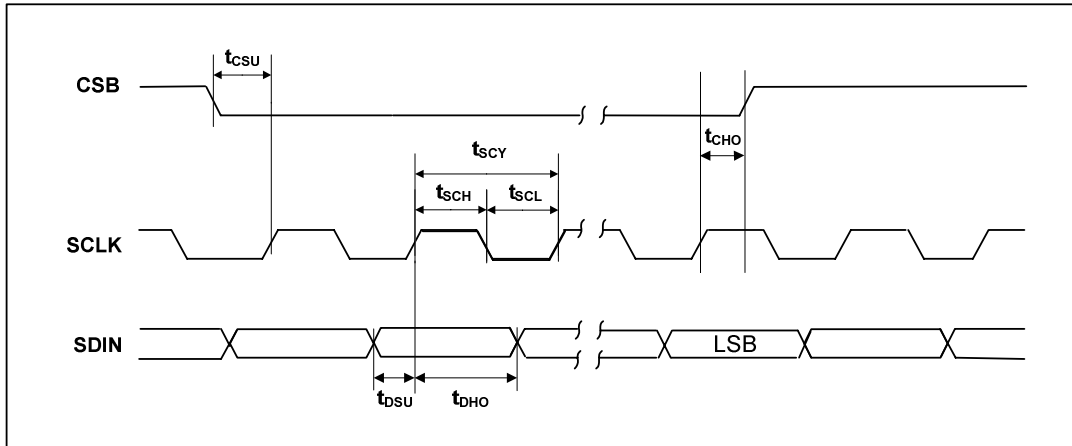 tCSU
CSB
tCHO
tSCY
tSCH tSCL
SCLK
SDIN
LSB
tDSU tDHO